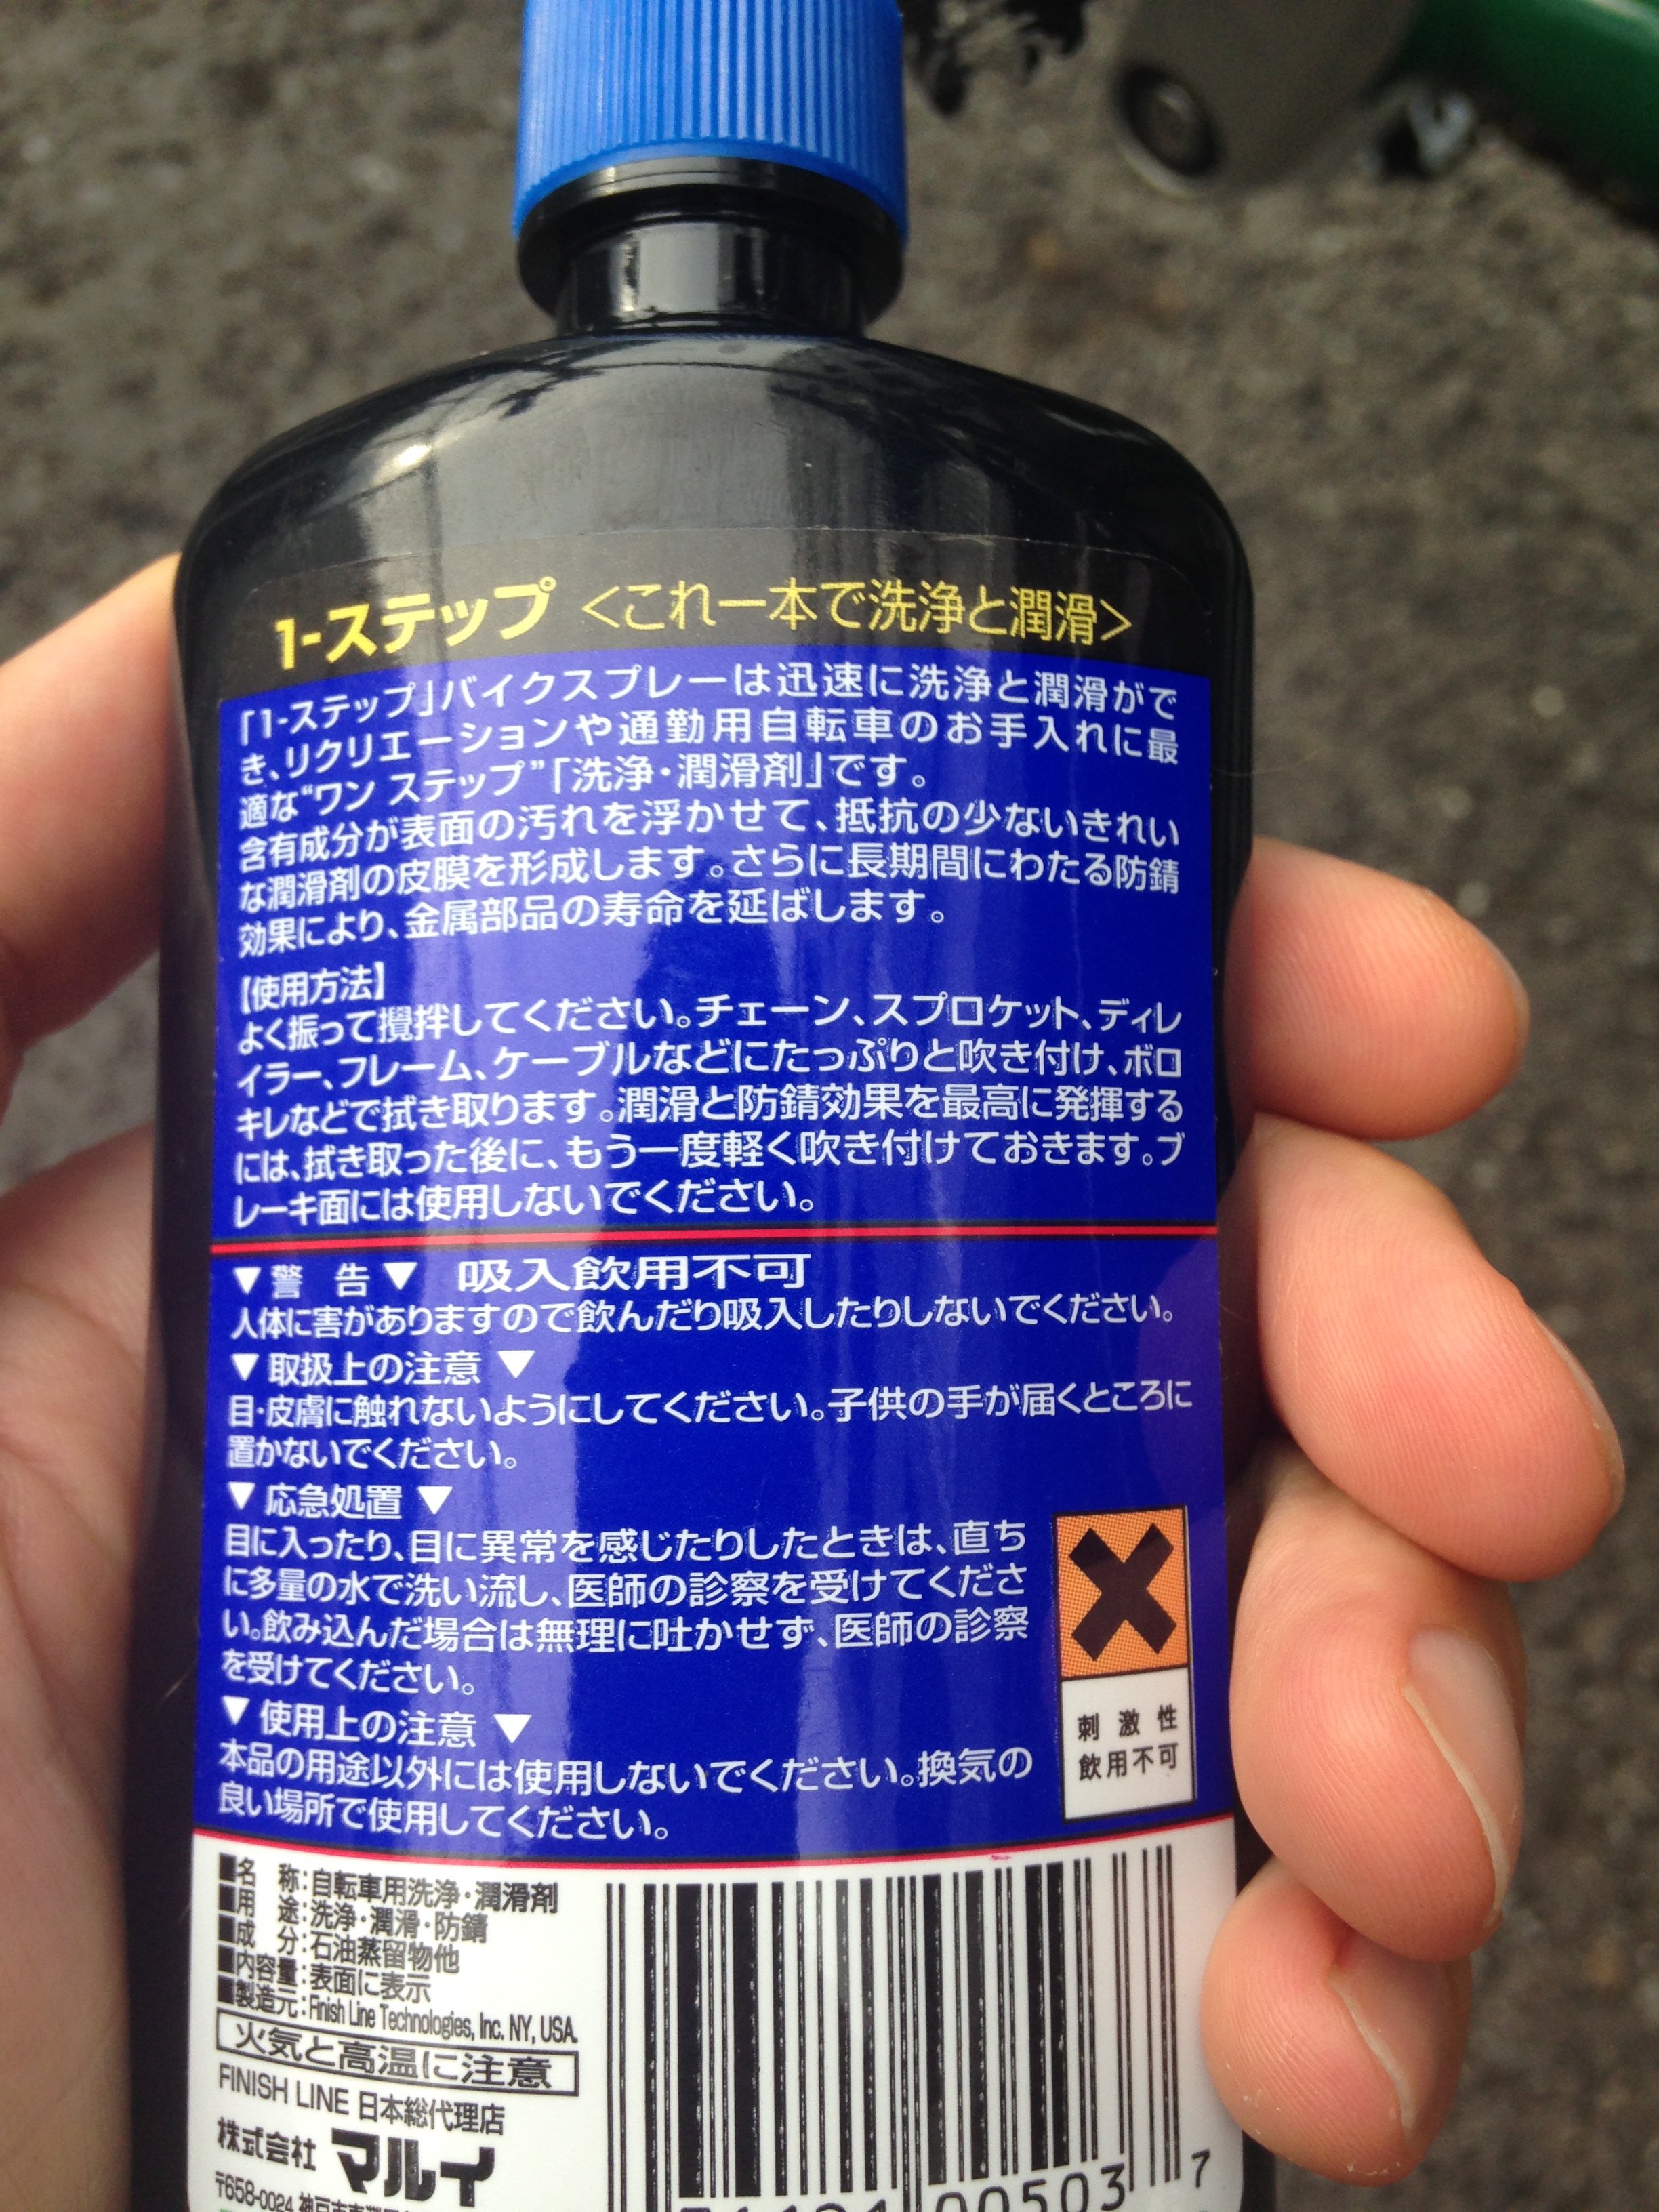 1-ステップ <これ一本で洗浄と潤滑>
「1-ステップ」バイクスプレーは迅速に洗浄と潤滑がで
き、リクリエーションや通勤用自転車のお手入れに最
適な“ワン ステップ”「洗浄・潤滑剤」です。
含有成分が表面の汚れを浮かせて、抵抗の少ないきれい
な潤滑剤の皮膜を形成します。さらに長期間にわたる防錆
効果により、金属部品の寿命を延ばします。
【使用方法】
よく振って攪拌してください。チェーン、スプロケット、ディレ
イラー、フレーム、ケーブルなどにたっぷりと吹き付け、ボロ
キレなどで拭き取ります。潤滑と防錆効果を最高に発揮する
には、拭き取った後に、もう一度軽く吹き付けておきます。ブ
レーキ面には使用しないでください。
▼警 告▼ 吸入飲用不可
人体に害がありますので飲んだり吸入したりしないでください。
▼ 取扱上の注意 ▼
目・皮膚に触れないようにしてください。子供の手が届くところに
置かないでください。
▼ 応急処置 ▼
目に入ったり、目に異常を感じたりしたときは、直ち
に多量の水で洗い流し、医師の診察を受けてくださ
い。飲み込んだ場合は無理に吐かせず、医師の診察
を受けてください。
▼ 使用上の注意 ▼
本品の用途以外には使用しないでください。換気の
良い場所で使用してください。
刺 激 性
飲用不可
■名 称:自転車用洗浄・潤滑剤
■用 途:洗浄・潤滑・防錆
■成 分:石油蒸留物他
■内容量:表面に表示
■製造元:Finish Line Technologies, Inc. NY, USA.
火気と高温に注意
FINISH LINE 日本総代理店
株式会社 マルイ
〒658-0024
00503 7